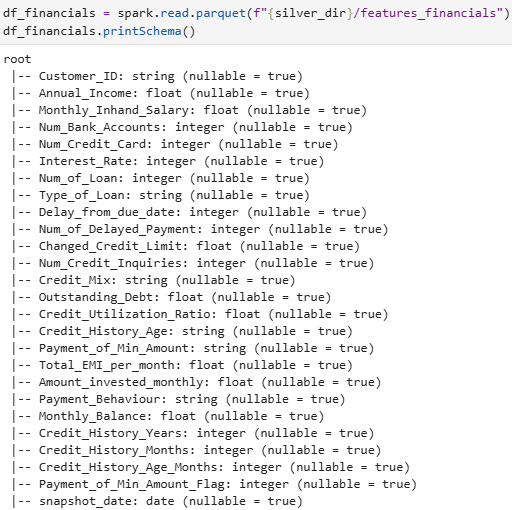 df_financials = spark.read.parquet(f"{silver_dir}/features_financials")
df_financials.printSchema()
root
 |-- Customer_ID: string (nullable = true)
 |-- Annual_Income: float (nullable = true)
 |-- Monthly_Inhand_Salary: float (nullable = true)
 |-- Num_Bank_Accounts: integer (nullable = true)
 |-- Num_Credit_Card: integer (nullable = true)
 |-- Interest_Rate: integer (nullable = true)
 |-- Num_of_Loan: integer (nullable = true)
 |-- Type_of_Loan: string (nullable = true)
 |-- Delay_from_due_date: integer (nullable = true)
 |-- Num_of_Delayed_Payment: integer (nullable = true)
 |-- Changed_Credit_Limit: float (nullable = true)
 |-- Num_Credit_Inquiries: integer (nullable = true)
 |-- Credit_Mix: string (nullable = true)
 |-- Outstanding_Debt: float (nullable = true)
 |-- Credit_Utilization_Ratio: float (nullable = true)
 |-- Credit_History_Age: string (nullable = true)
 |-- Payment_of_Min_Amount: string (nullable = true)
 |-- Total_EMI_per_month: float (nullable = true)
 |-- Amount_invested_monthly: float (nullable = true)
 |-- Payment_Behaviour: string (nullable = true)
 |-- Monthly_Balance: float (nullable = true)
 |-- Credit_History_Years: integer (nullable = true)
 |-- Credit_History_Months: integer (nullable = true)
 |-- Credit_History_Age_Months: integer (nullable = true)
 |-- Payment_of_Min_Amount_Flag: integer (nullable = true)
 |-- snapshot_date: date (nullable = true)